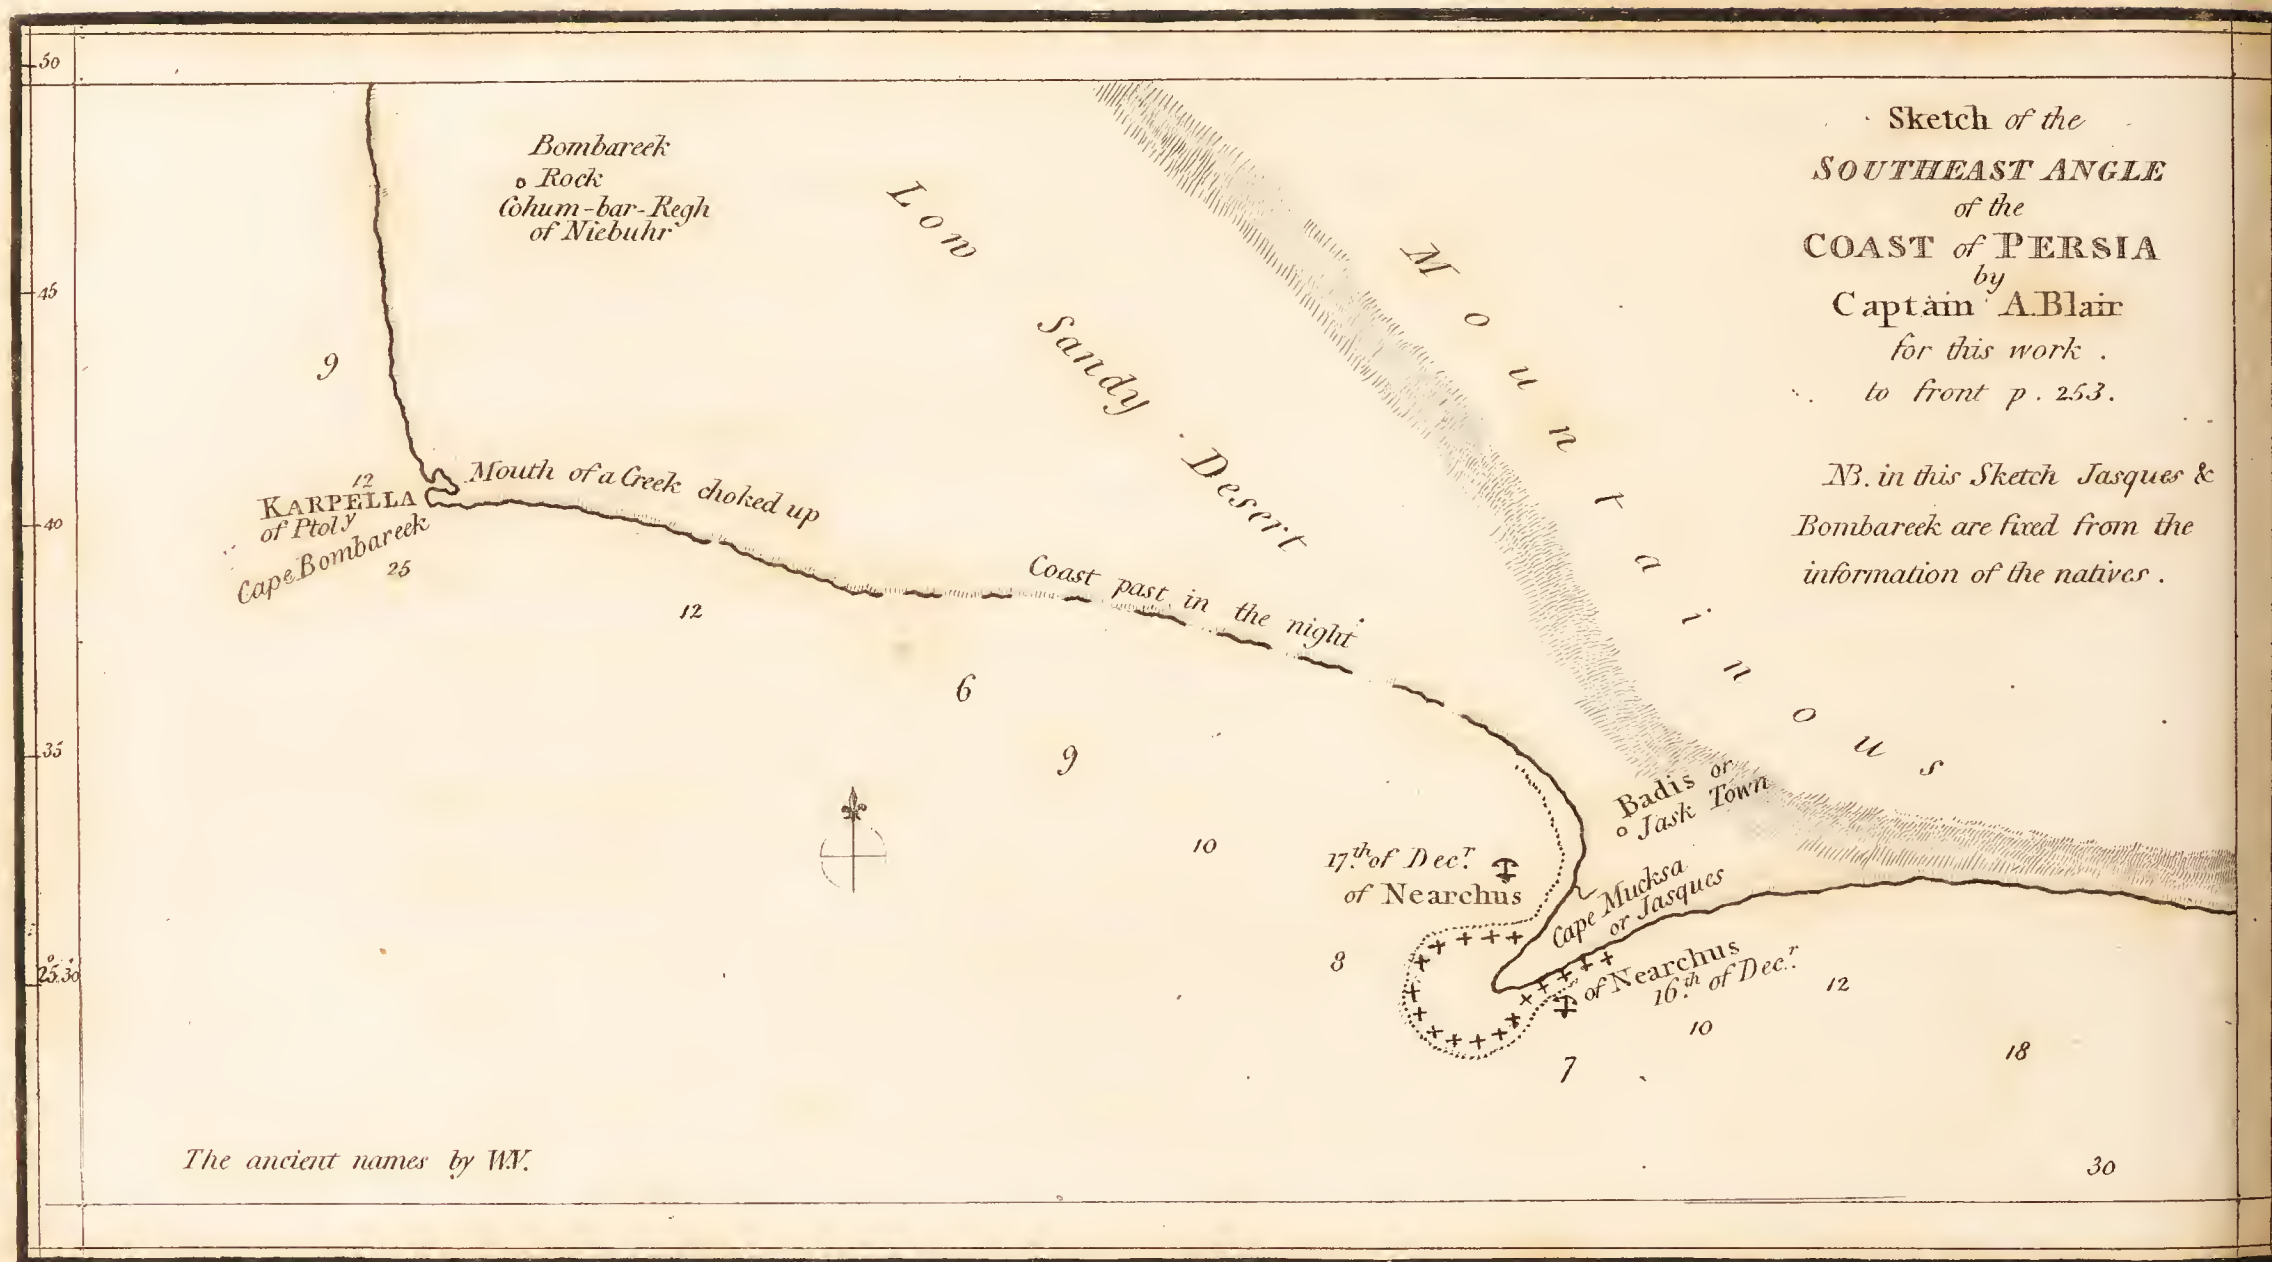 Sketch of the
SOUTHEAST ANGLE
of the
COAST of PERSIA
by
Captain A. Blair
for this work .
to front p . 253.
NB. in this Sketch Jasques &
Bombareek are fixed from the
information of the natives .
50
45
40
35
25.30
Bombareek
Rock
Cohum-bar-Regh
of Niebuhr
Low Sandy Desert
Mountainous
9
12
KARPELLA
of Ptoly
Cape Bombareek
25
Mouth of a Creek choked up
12
Coast past in the night
6
9
10
Badis or
Jask Town
17.th of Decr.
of Nearchus
Cape Mucksa
or Jasques
8
of Nearchus
16.th of Decr.
12
10
7
18
30
The ancient names by W.V.